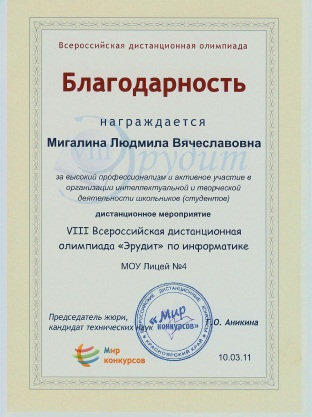 Всероссийская дистанционная олимпиада
Благодарность
награждается
Мигалина Людмила Вячеславовна
VIII Эрудит
за высокий профессионализм и активное участие в
организации интеллектуальной и творческой
деятельности школьников (студентов)
дистанционное мероприятие
VIII Всероссийская дистанционная
олимпиада «Эрудит» по информатике
МОУ Лицей №4
Председатель жюри,
кандидат технических наук
Т.О. Аникина
«Мир
конкурсов»
Мир
конкурсов
10.03.11